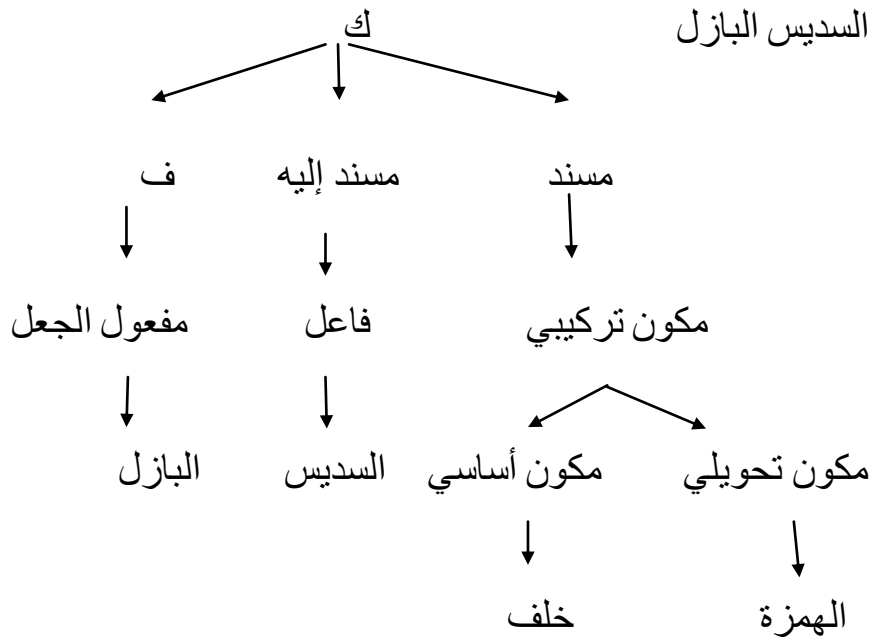 السديس البازل
ك
مسند مسند إليه ف
مكون تركيبي فاعل مفعول الجعل
مكون تحويلي مكون أساسي السديس البازل
الهمزة خلف